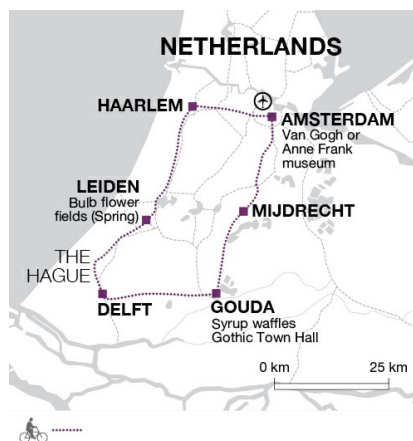 NETHERLANDS
HAARLEM
AMSTERDAM
Van Gogh or
Anne Frank
museum
LEIDEN
Bulb flower
fields (Spring)
MIJDRECHT
THE
HAGUE
DELFT
GOUDA
Syrup waffles
Gothic Town Hall
0 km
25 km